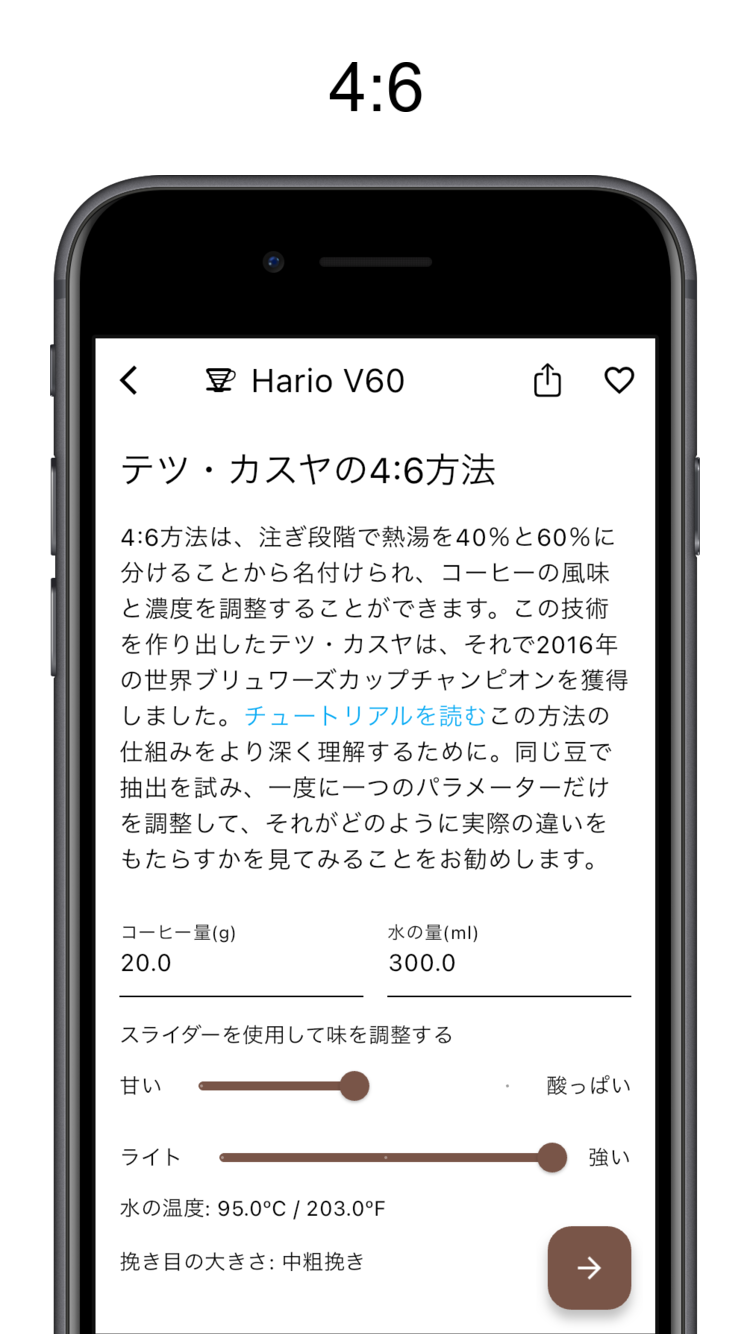 4:6
Hario V60
テツ・カスヤの4:6方法
4:6方法は、注ぎ段階で熱湯を40%と60%に
分けることから名付けられ、コーヒーの風味
と濃度を調整することができます。この技術
を作り出したテツ・カスヤは、それで2016年
の世界ブリュワーズカップチャンピオンを獲得
しました。チュートリアルを読むこの方法の
仕組みをより深く理解するために。同じ豆で
抽出を試み、一度に一つのパラメーターだけ
を調整して、それがどのように実際の違いを
もたらすかを見てみることをお勧めします。
コーヒー量(g) 水の量(ml)
20.0 300.0
スライダーを使用して味を調整する
甘い 酸っぱい
ライト 強い
水の温度: 95.0ºC / 203.0ºF
挽き目の大きさ: 中粗挽き